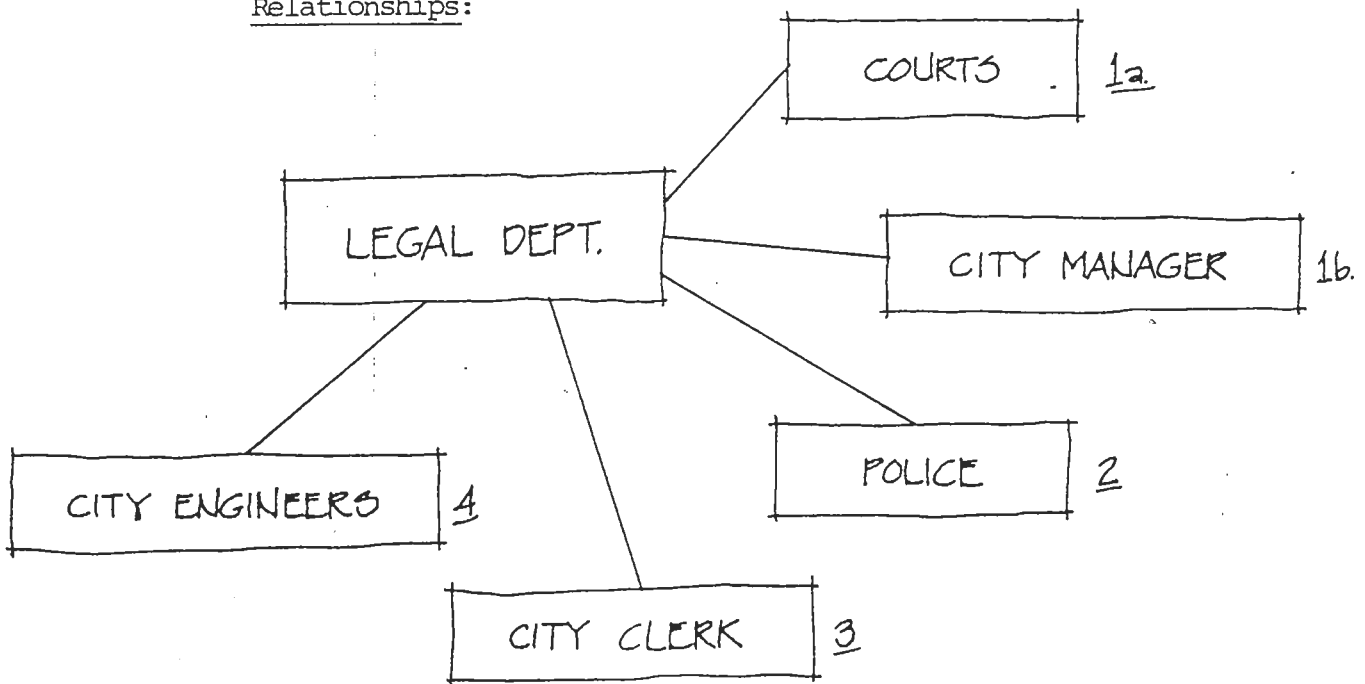 Relationships:
COURTS 1a.
LEGAL DEPT.
CITY MANAGER 1b.
POLICE 2
CITY ENGINEERS 4
CITY CLERK 3